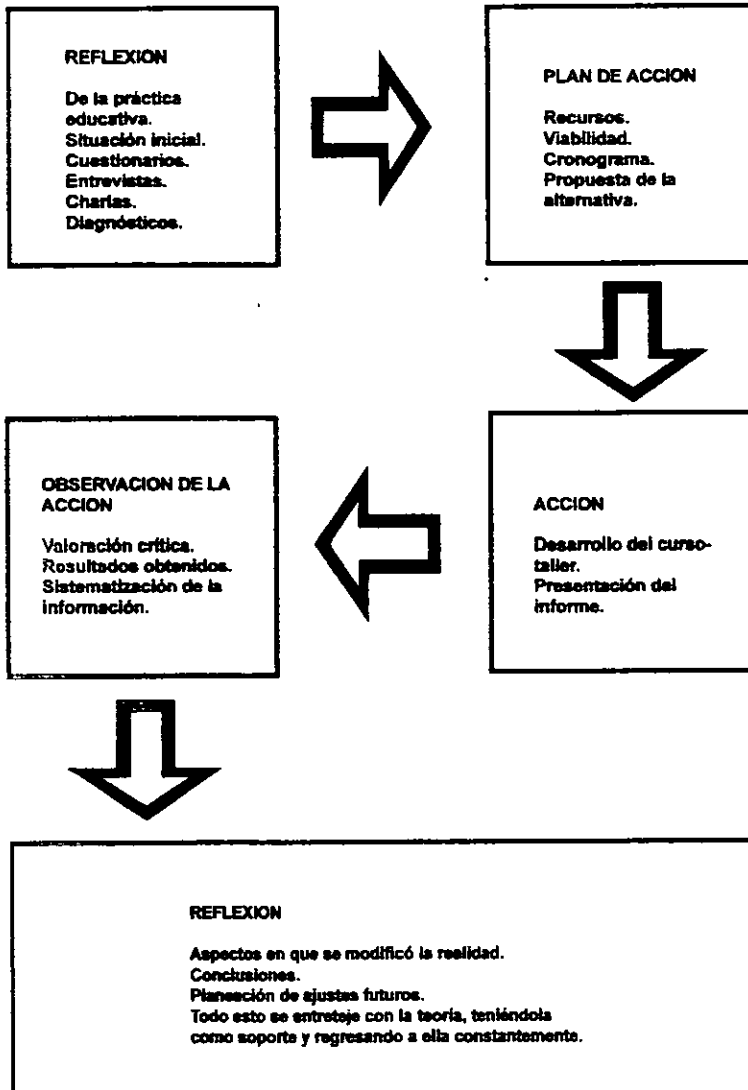 REFLEXION
De la práctica
educativa.
Situación inicial.
Cuestionarios.
Entrevistas.
Charlas.
Diagnósticos.
PLAN DE ACCION
Recursos.
Viabilidad.
Cronograma.
Propuesta de la
alternativa.
ACCION
Desarrollo del curso-
taller.
Presentación del
informe.
OBSERVACION DE LA
ACCION
Valoración crítica.
Resultados obtenidos.
Sistematización de la
información.
REFLEXION
Aspectos en que se modificó la realidad.
Conclusiones.
Planeación de ajustes futuros.
Todo esto se entreteje con la teoría, teniéndola
como soporte y regresando a ella constantemente.